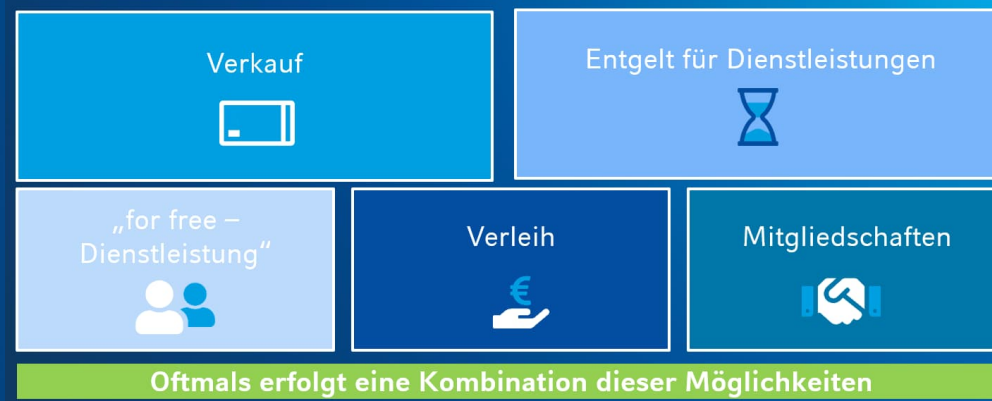 Verkauf
Entgelt für Dienstleistungen
„for free –
Dienstleistung“
Verleih
€
Mitgliedschaften
Oftmals erfolgt eine Kombination dieser Möglichkeiten